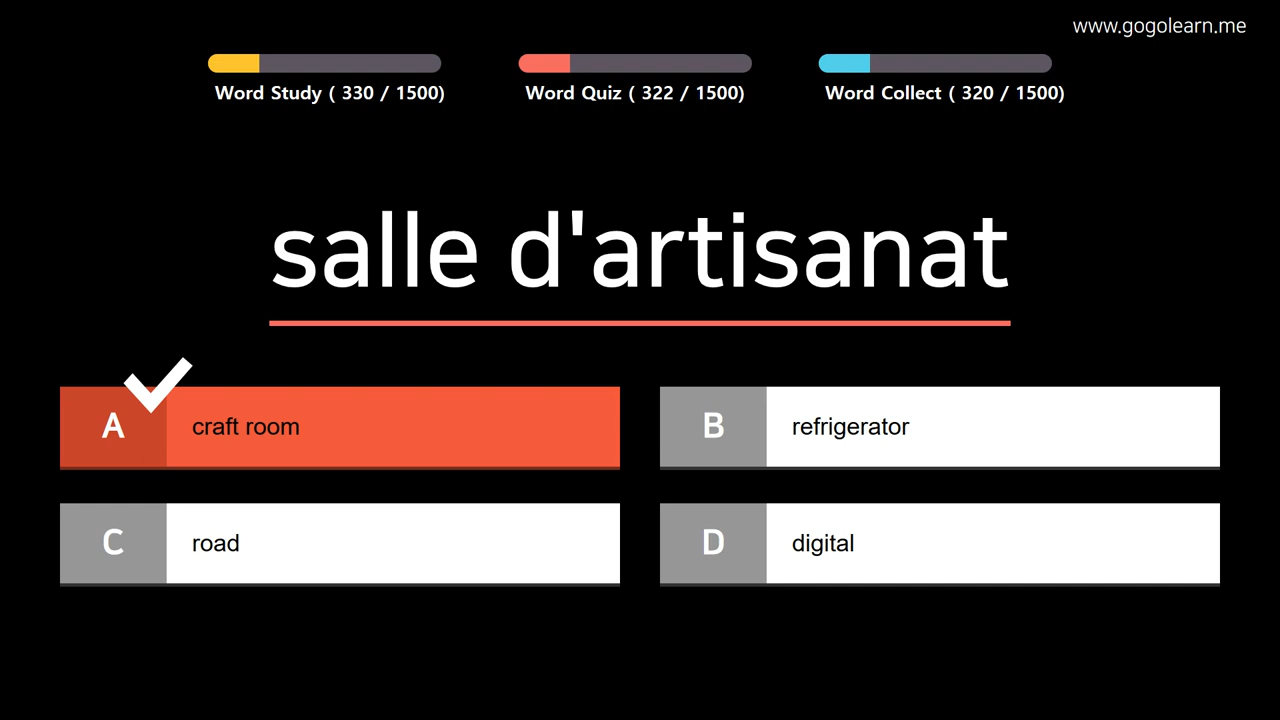 www.gogolearn.me
Word Study ( 330 / 1500)
Word Quiz ( 322 / 1500)
Word Collect ( 320 / 1500)
salle d'artisanat
A craft room
B refrigerator
C road
D digital